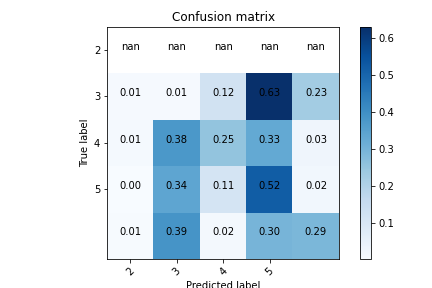 Confusion matrix
2 nan nan nan nan nan
3 0.01 0.01 0.12 0.63 0.23
4 0.01 0.38 0.25 0.33 0.03
5 0.00 0.34 0.11 0.52 0.02
0.01 0.39 0.02 0.30 0.29
True label
2 3 4 5
Predicted label
0.6
0.5
0.4
0.3
0.2
0.1